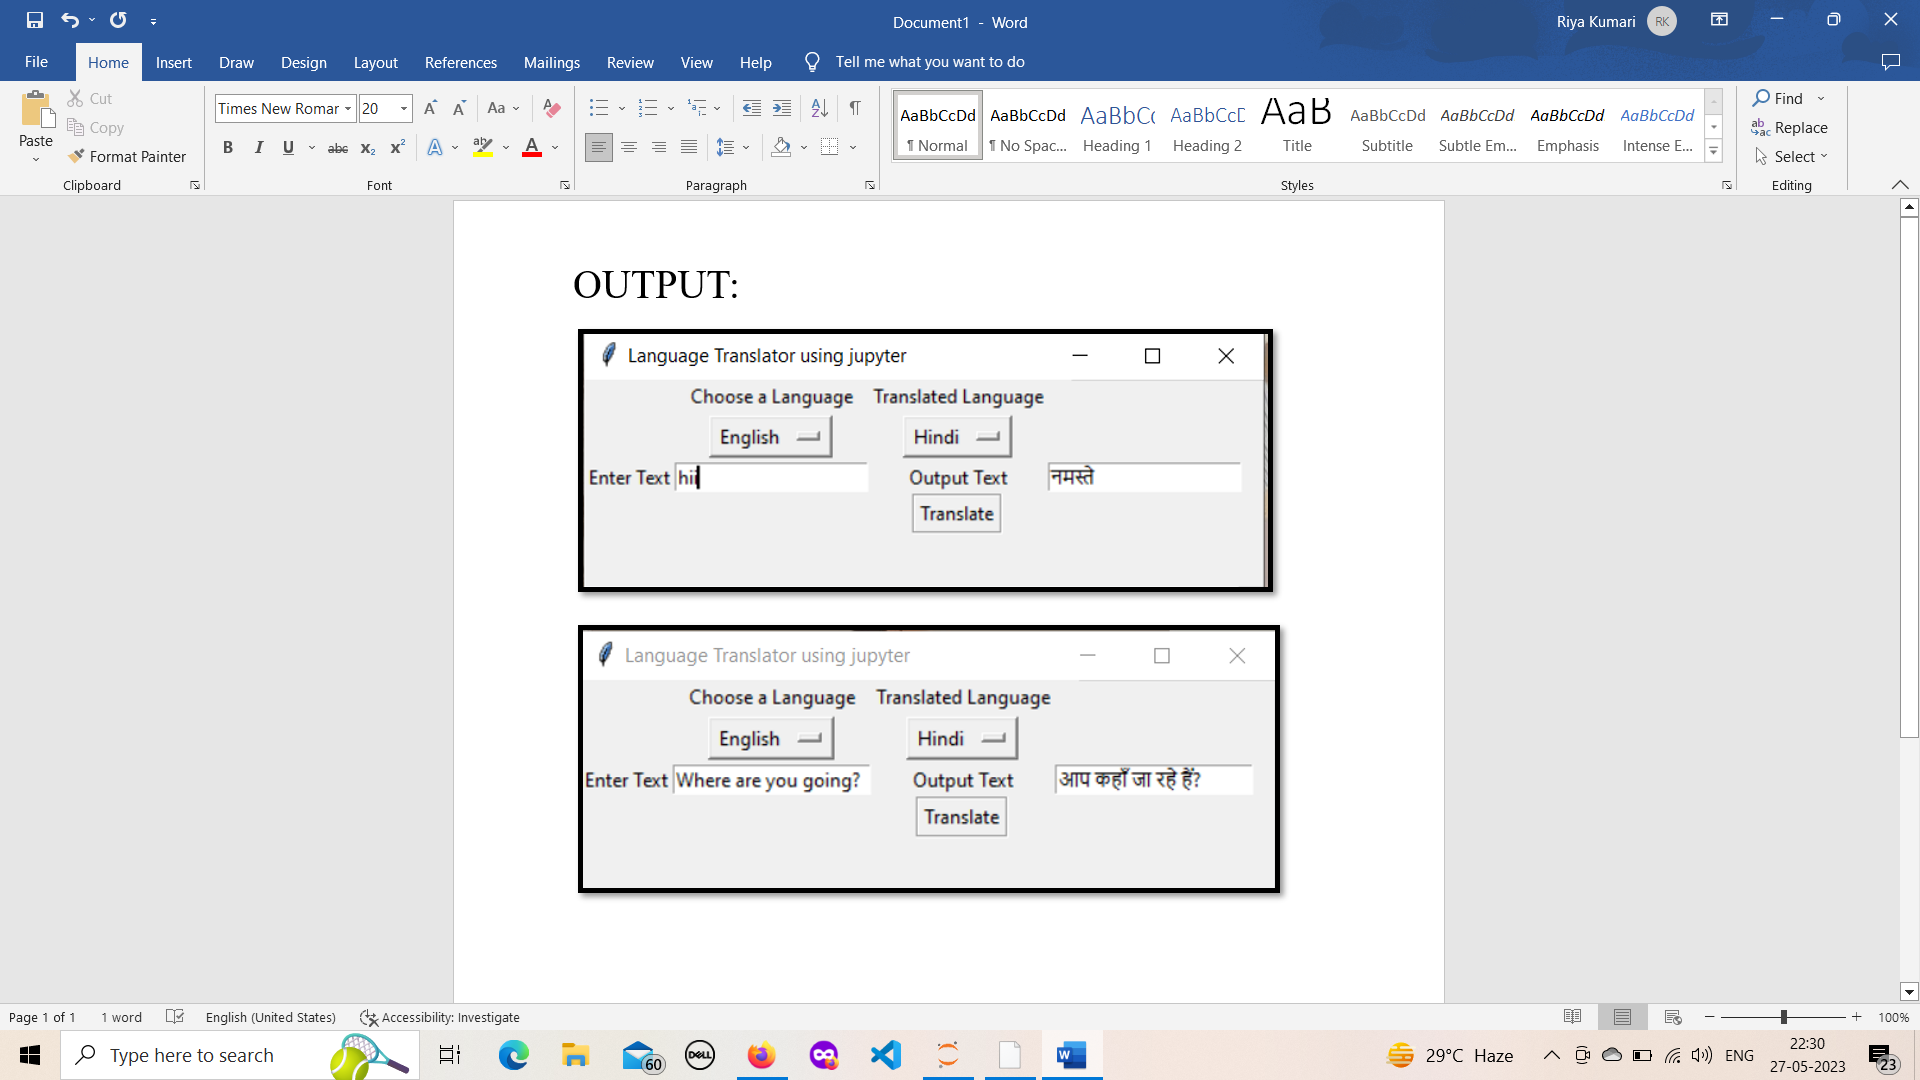 Document1 - Word
Riya Kumari
RK
File
Home
Insert
Draw
Design
Layout
References
Mailings
Review
View
Help
Tell me what you want to do
Paste
Cut
Copy
Format Painter
Clipboard
Times New Romar
20
Font
Paragraph
AaBbCcDd
¶ Normal
AaBbCcDd
¶ No Spac...
AaBbCc
Heading 1
AaBbCcD
Heading 2
AaB
Title
AaBbCcDd
Subtitle
AaBbCcDd
Subtle Em...
AaBbCcDd
Emphasis
AaBbCcDd
Intense E...
Styles
Find
Replace
Select
Editing
OUTPUT:
Language Translator using jupyter
Choose a Language Translated Language
English Hindi
Enter Text hii Output Text नमस्ते
Translate
Language Translator using jupyter
Choose a Language Translated Language
English Hindi
Enter Text Where are you going? Output Text आप कहाँ जा रहे हैं?
Translate
Page 1 of 1
1 word
English (United States)
Accessibility: Investigate
100%
Type here to search
60
DELL
29°C Haze
ENG
22:30
27-05-2023
23